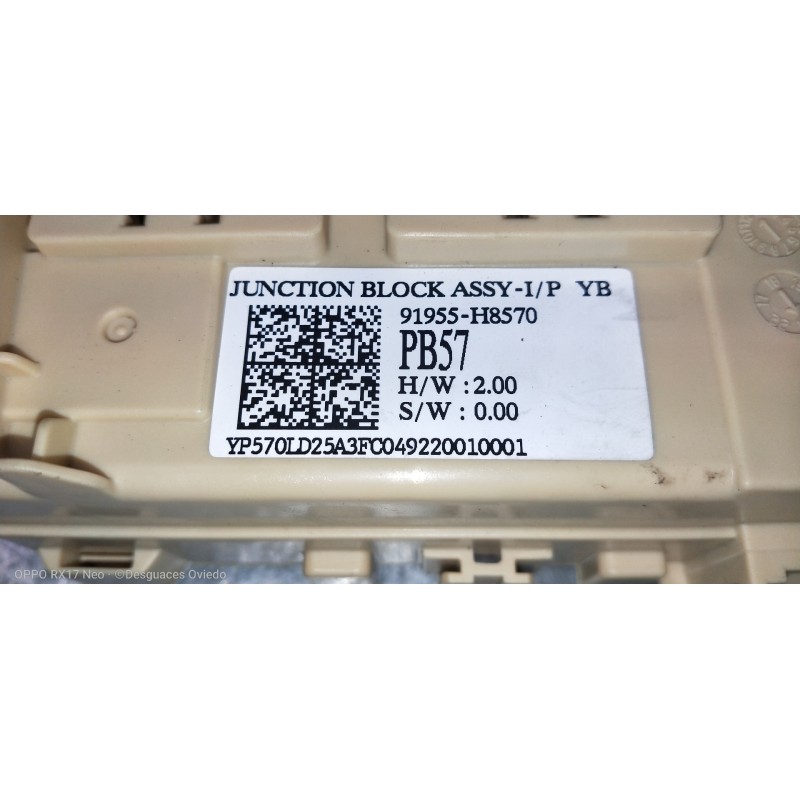 JUNCTION BLOCK ASSY-I/P YB
91955-H8570
PB57
H/W : 2.00
S/W : 0.00
YP570LD25A3FC049220010001
OPPO RX17 Neo · ©Desguaces Oviedo